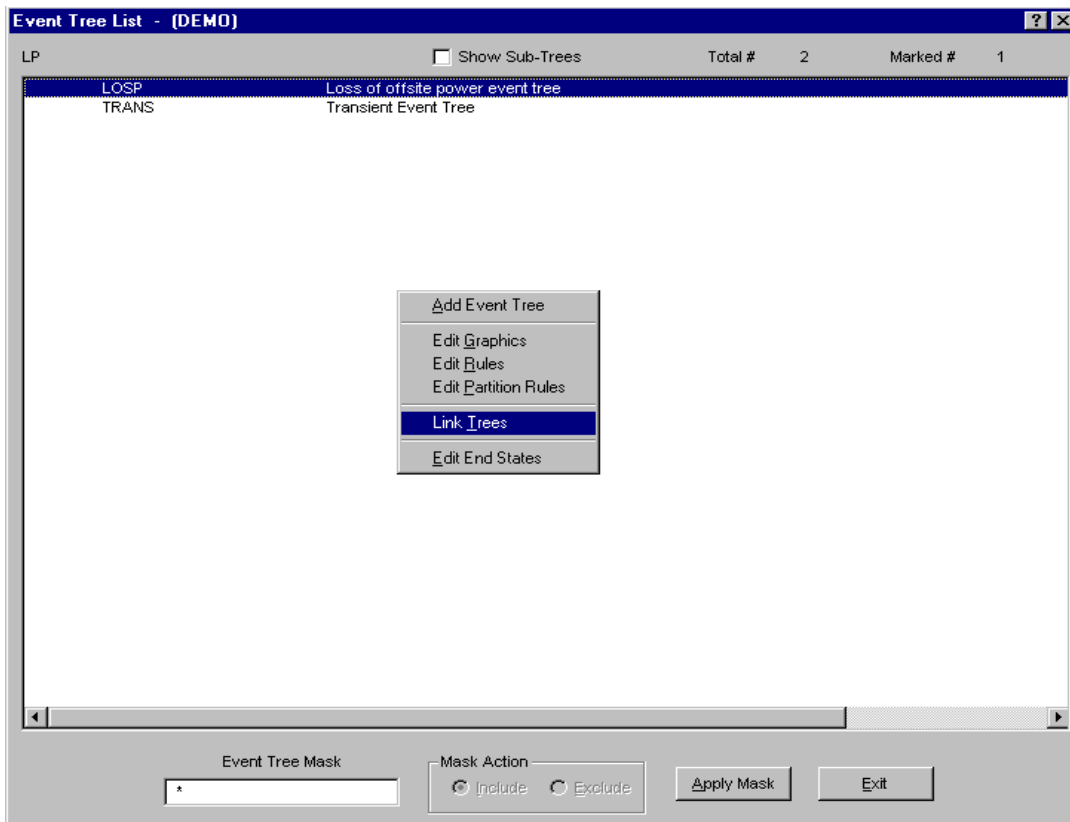 Event Tree List - (DEMO)
LP Show Sub-Trees Total # 2 Marked # 1
LOSP Loss of offsite power event tree
TRANS Transient Event Tree
Add Event Tree
Edit Graphics
Edit Rules
Edit Partition Rules
Link Trees
Edit End States
Event Tree Mask
*
Mask Action
Include Exclude
Apply Mask
Exit